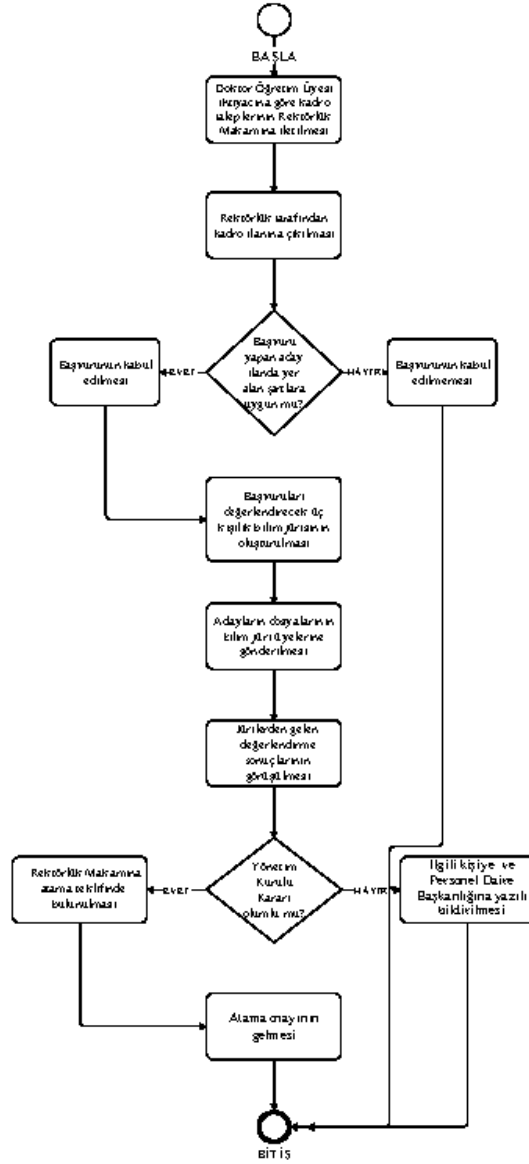 BAŞLA
Doktor Öğretim Üyesi
ihtiyacına göre kadro
taleplerinin Rektörlük
Makamına iletilmesi
Rektörlük tarafından
kadro ilanına çıkılması
Başvuru
yapan aday
ilanda yer
alan şartlara
uygun mu?
EVET
HAYIR
Başvurunun kabul
edilmesi
Başvurunun kabul
edilmemesi
Başvuruları
değerlendirecek üç
kişilik bilim jürisinin
oluşturulması
Adayların dosyalarının
bilim jüri üyelerine
gönderilmesi
Jürilerden gelen
değerlendirme
sonuçlarının
görüşülmesi
Yönetim
Kurulu
Kararı
olumlu mu?
EVET
HAYIR
Rektörlük Makamına
atama teklifinde
bulunulması
İlgili kişiye ve
Personel Daire
Başkanlığına yazılı
bildirilmesi
Atama onayının
gelmesi
BİTİŞ